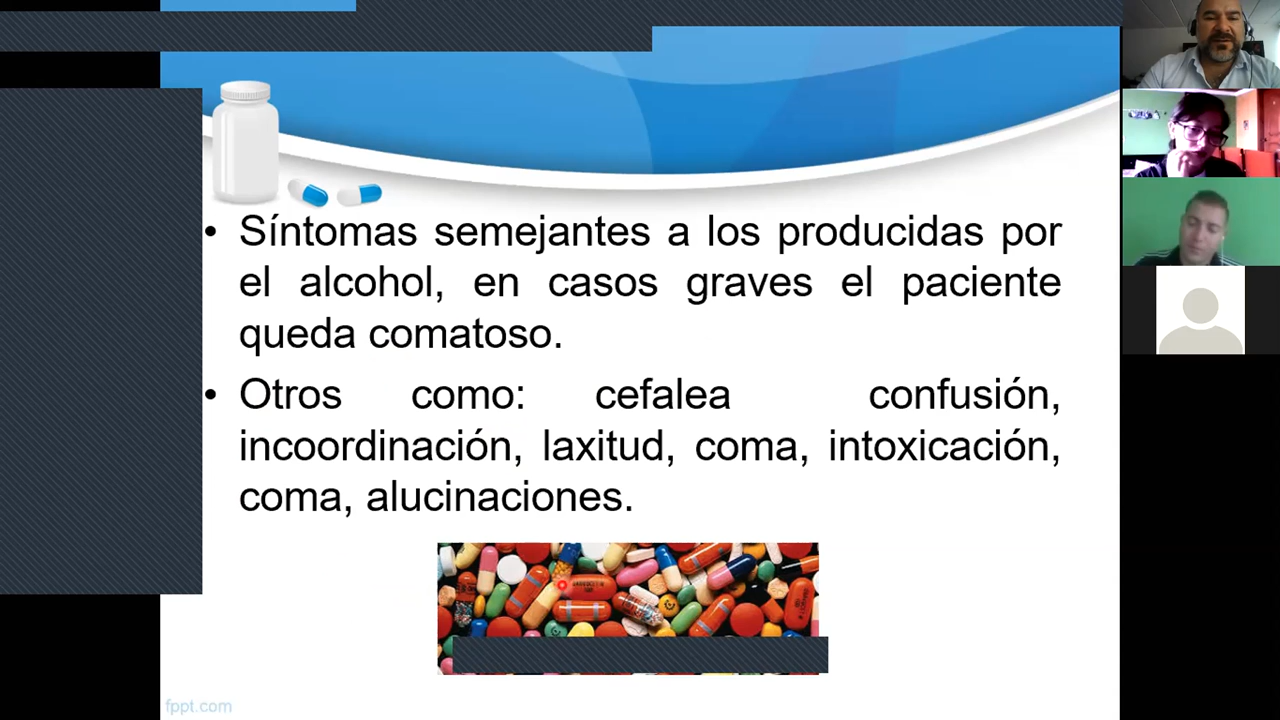 • Síntomas semejantes a los producidas por
el alcohol, en casos graves el paciente
queda comatoso.
• Otros como: cefalea confusión,
incoordinación, laxitud, coma, intoxicación,
coma, alucinaciones.
fppt.com